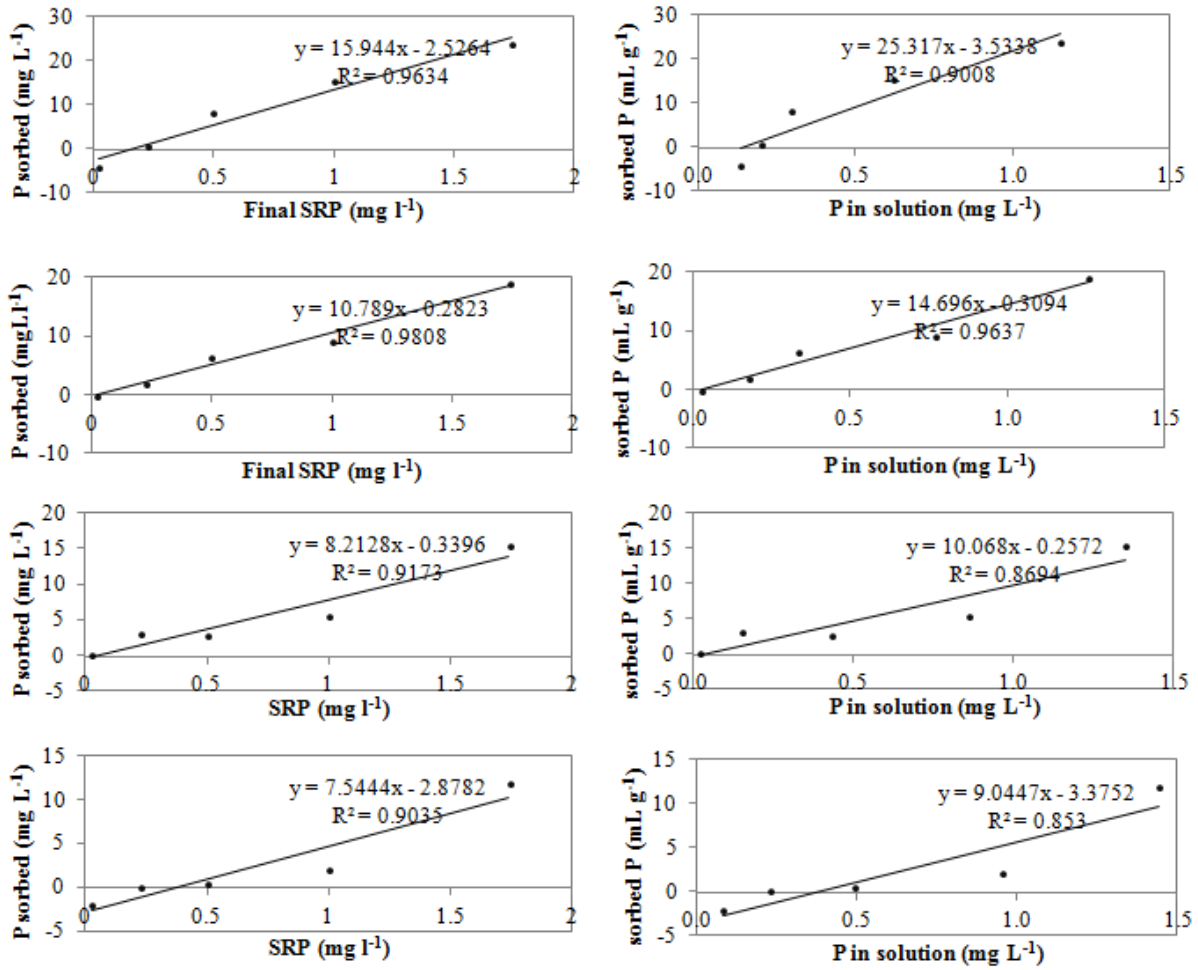 P sorbed (mg L-1)
30
20
10
0
-10
y = 15.944x - 2.5264
R² = 0.9634
0.5
1
1.5
2
Final SRP (mg l-1)
sorbed P (mL g-1)
30
20
10
0
-10
y = 25.317x - 3.5338
R² = 0.9008
0.0
0.5
1.0
1.5
P in solution (mg L-1)
P sorbed (mgLl-1)
20
10
0
-10
y = 10.789x - 0.2823
R² = 0.9808
0.5
1
1.5
2
Final SRP (mg l-1)
sorbed P (mL g-1)
20
10
0
-10
y = 14.696x - 0.3094
R² = 0.9637
0.0
0.5
1.0
1.5
P in solution (mg L-1)
P sorbed (mg L-1)
20
15
10
5
0
-5
y = 8.2128x - 0.3396
R² = 0.9173
0
0.5
1
1.5
2
SRP (mg l-1)
sorbed P (mL g-1)
20
15
10
5
0
-5
y = 10.068x - 0.2572
R² = 0.8694
0.0
0.5
1.0
1.5
P in solution (mg L-1)
P sorbed (mg L-1)
15
10
5
0
-5
y = 7.5444x - 2.8782
R² = 0.9035
0
0.5
1
1.5
2
SRP (mg l-1)
sorbed P (mL g-1)
15
10
5
0
-5
y = 9.0447x - 3.3752
R² = 0.853
0.0
0.5
1.0
1.5
P in solution (mg L-1)